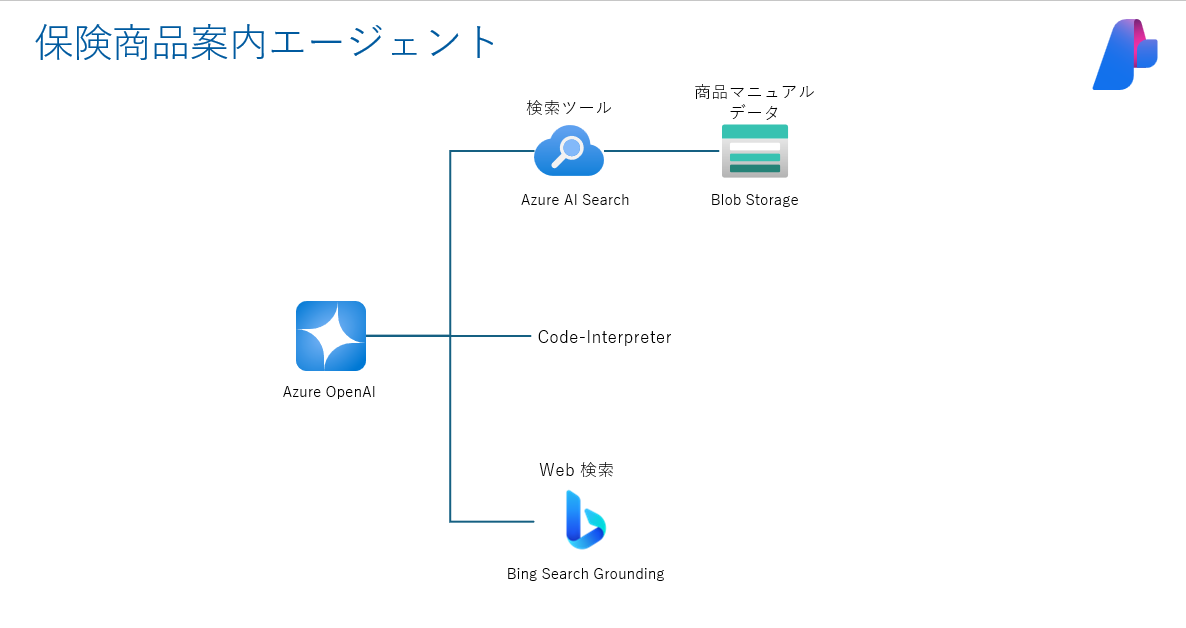 保険商品案内エージェント
検索ツール
商品マニュアル
データ
Azure AI Search
Blob Storage
Code-Interpreter
Azure OpenAI
Web 検索
Bing Search Grounding